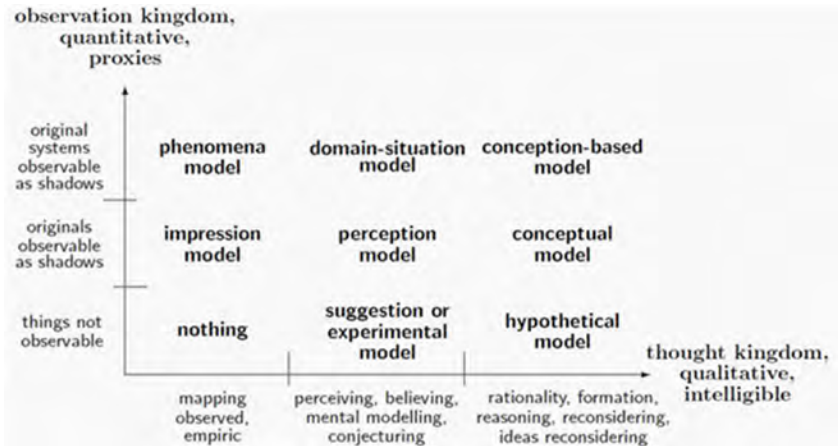 observation kingdom,
quantitative,
proxies
original
systems
observable
as shadows
phenomena
model
domain-situation
model
conception-based
model
originals
observable
as shadows
impression
model
perception
model
conceptual
model
things not
observable
nothing
suggestion or
experimental
model
hypothetical
model
thought kingdom,
qualitative,
intelligible
mapping
observed,
empiric
perceiving, believing,
mental modelling,
conjecturing
rationality, formation,
reasoning, reconsidering,
ideas reconsidering